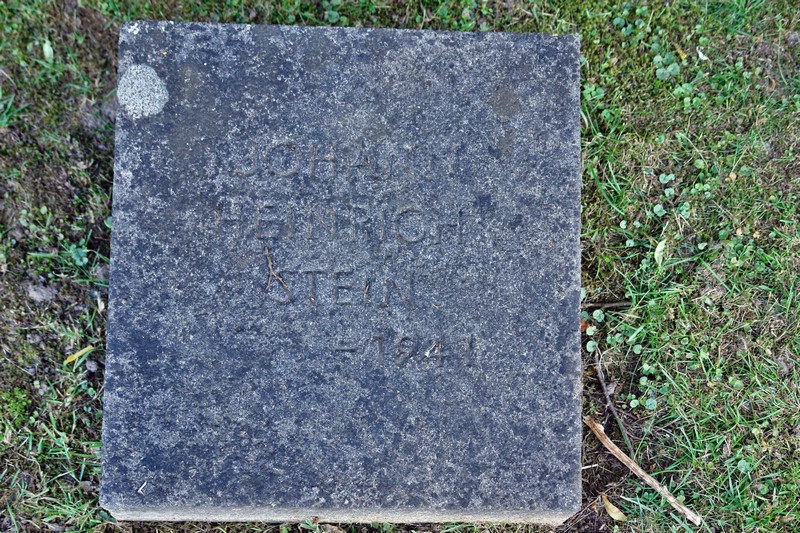 JOHANN
HEINRICH
STEIN
– 1941